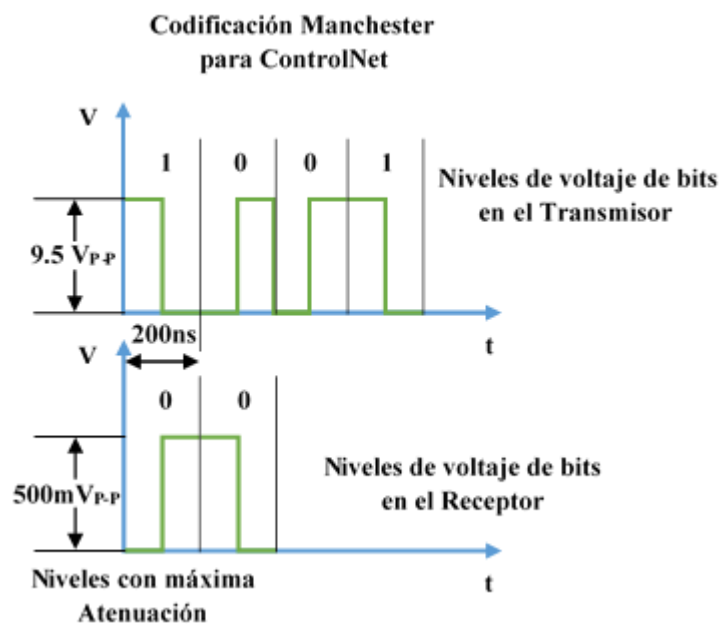 Codificación Manchester
para ControlNet
V
1 0 0 1
Niveles de voltaje de bits
en el Transmisor
9.5 VP-P
200ns
t
V
0 0
Niveles de voltaje de bits
en el Receptor
500mVP-P
Niveles con máxima
Atenuación
t